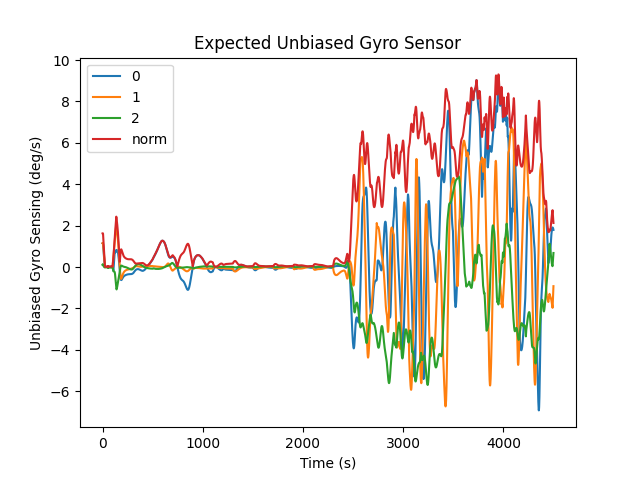 Expected Unbiased Gyro Sensor
Unbiased Gyro Sensing (deg/s)
10
8
6
4
2
0
−2
−4
−6
0
1
2
norm
0 1000 2000 3000 4000
Time (s)